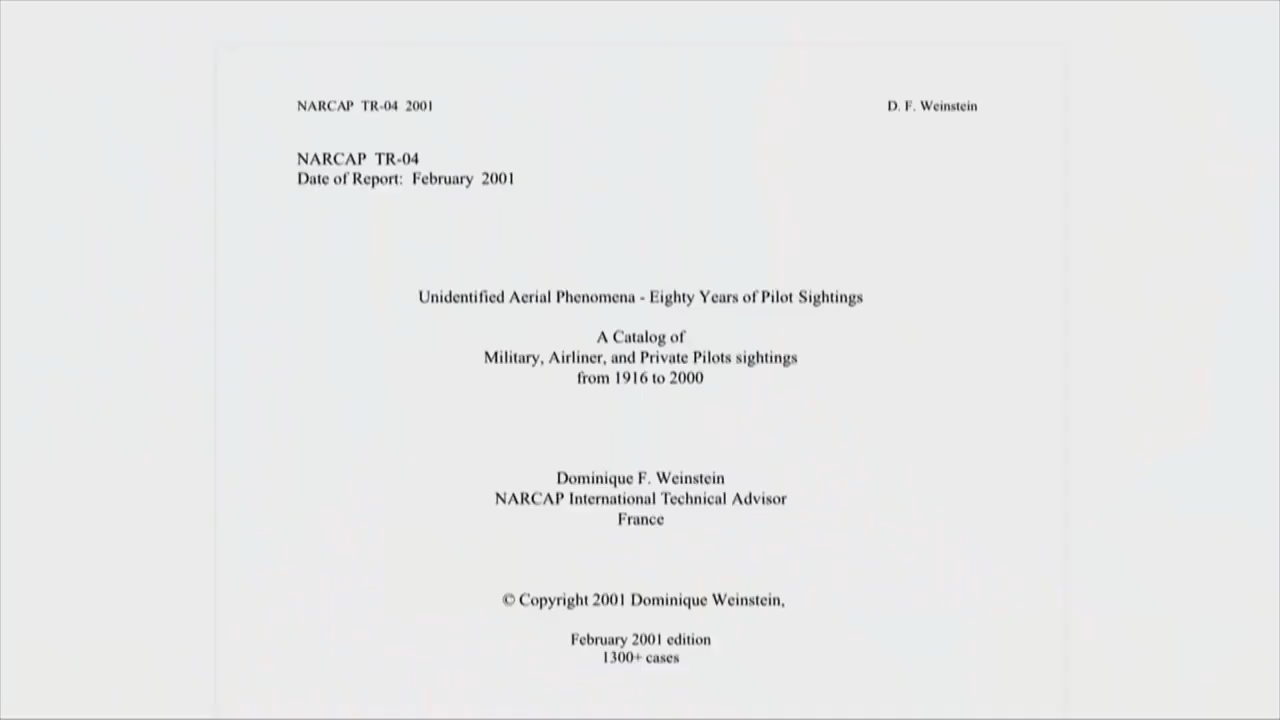 NARCAP TR-04 2001 D. F. Weinstein
NARCAP TR-04
Date of Report: February 2001
Unidentified Aerial Phenomena - Eighty Years of Pilot Sightings
A Catalog of
Military, Airliner, and Private Pilots sightings
from 1916 to 2000
Dominique F. Weinstein
NARCAP International Technical Advisor
France
© Copyright 2001 Dominique Weinstein,
February 2001 edition
1300+ cases